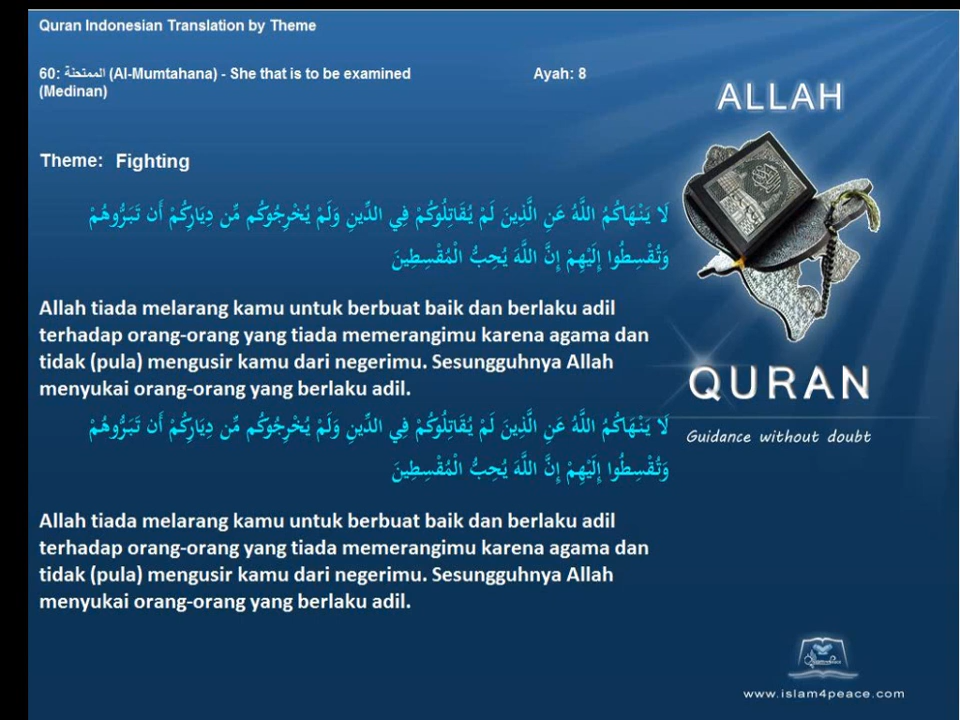 Quran Indonesian Translation by Theme
60: الممتحنة (Al-Mumtahana) - She that is to be examined
(Medinan)
Ayah: 8
Theme: Fighting
لَا يَنْهَاكُمُ اللَّهُ عَنِ الَّذِينَ لَمْ يُقَاتِلُوكُمْ فِي الدِّينِ وَلَمْ يُخْرِجُوكُم مِّن دِيَارِكُمْ أَن تَبَرُّوهُمْ
وَتُقْسِطُوا إِلَيْهِمْ إِنَّ اللَّهَ يُحِبُّ الْمُقْسِطِينَ
Allah tiada melarang kamu untuk berbuat baik dan berlaku adil
terhadap orang-orang yang tiada memerangimu karena agama dan
tidak (pula) mengusir kamu dari negerimu. Sesungguhnya Allah
menyukai orang-orang yang berlaku adil.
لَا يَنْهَاكُمُ اللَّهُ عَنِ الَّذِينَ لَمْ يُقَاتِلُوكُمْ فِي الدِّينِ وَلَمْ يُخْرِجُوكُم مِّن دِيَارِكُمْ أَن تَبَرُّوهُمْ
وَتُقْسِطُوا إِلَيْهِمْ إِنَّ اللَّهَ يُحِبُّ الْمُقْسِطِينَ
Allah tiada melarang kamu untuk berbuat baik dan berlaku adil
terhadap orang-orang yang tiada memerangimu karena agama dan
tidak (pula) mengusir kamu dari negerimu. Sesungguhnya Allah
menyukai orang-orang yang berlaku adil.
ALLAH
QURAN
Guidance without doubt
www.islam4peace.com